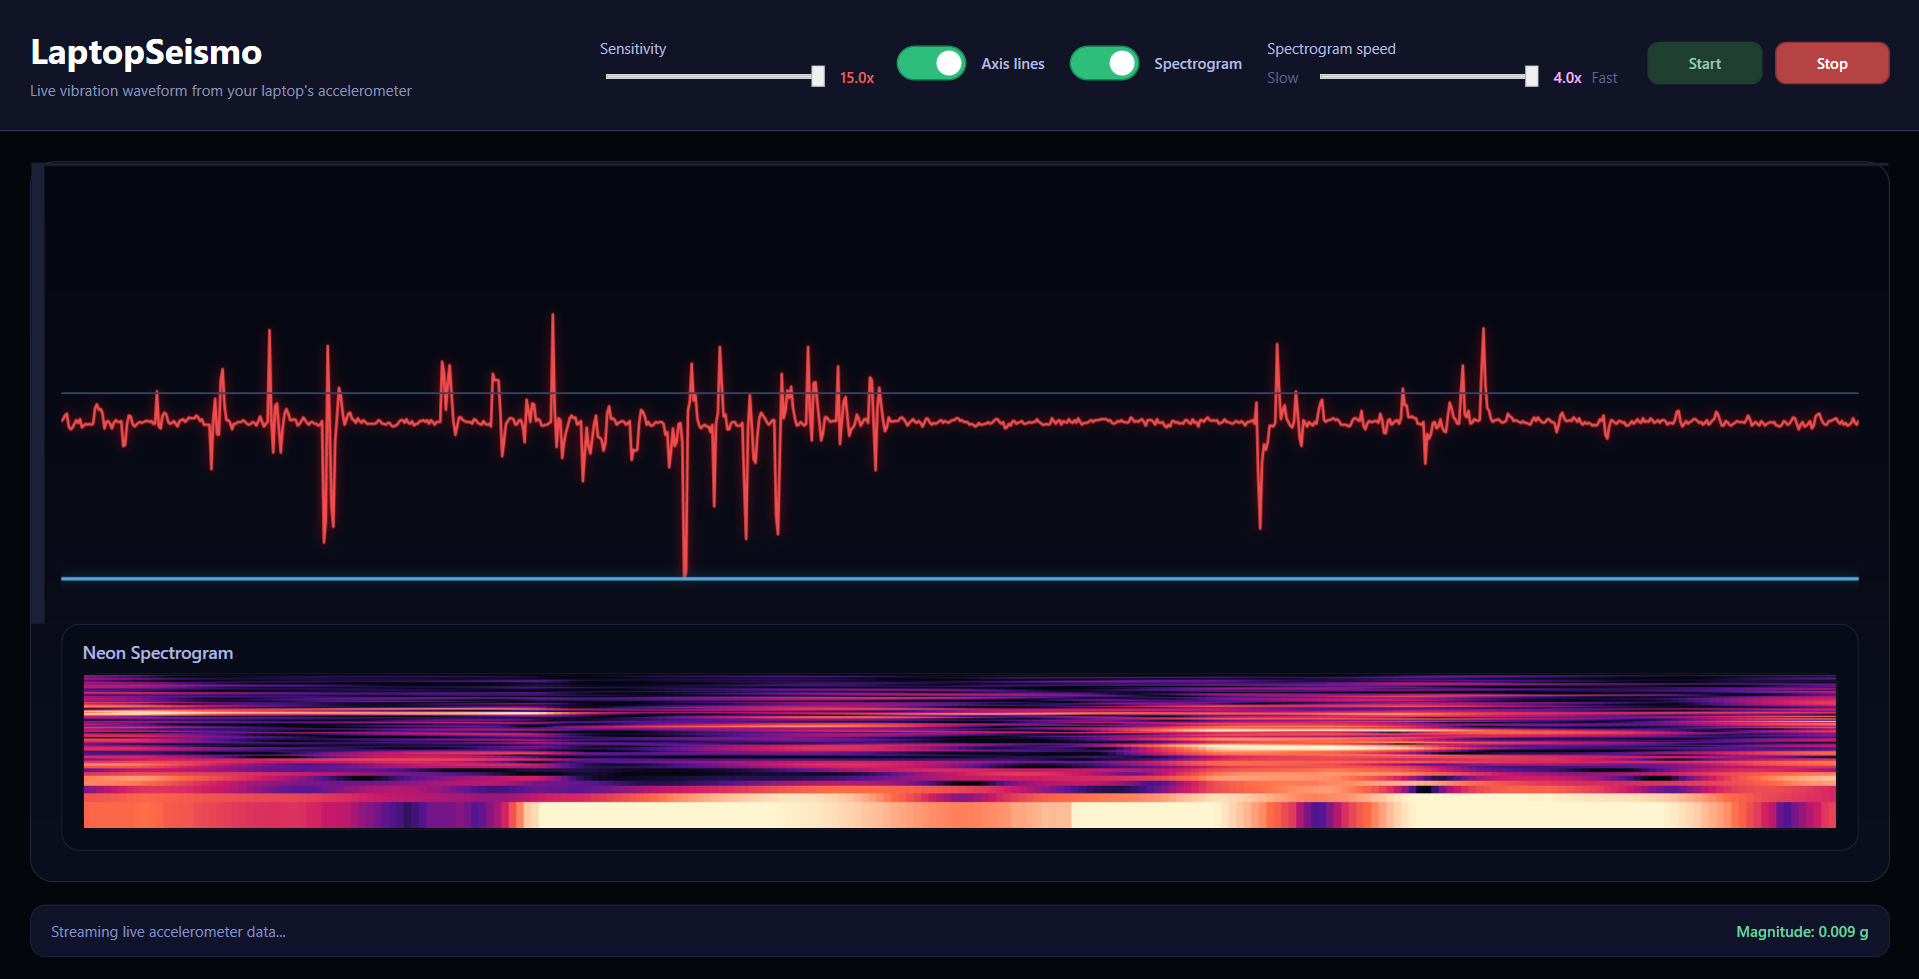 LaptopSeismo
Live vibration waveform from your laptop's accelerometer
Sensitivity
15.0x
Axis lines
Spectrogram
Spectrogram speed
Slow
4.0x
Fast
Start
Stop
Neon Spectrogram
Streaming live accelerometer data...
Magnitude: 0.009 g